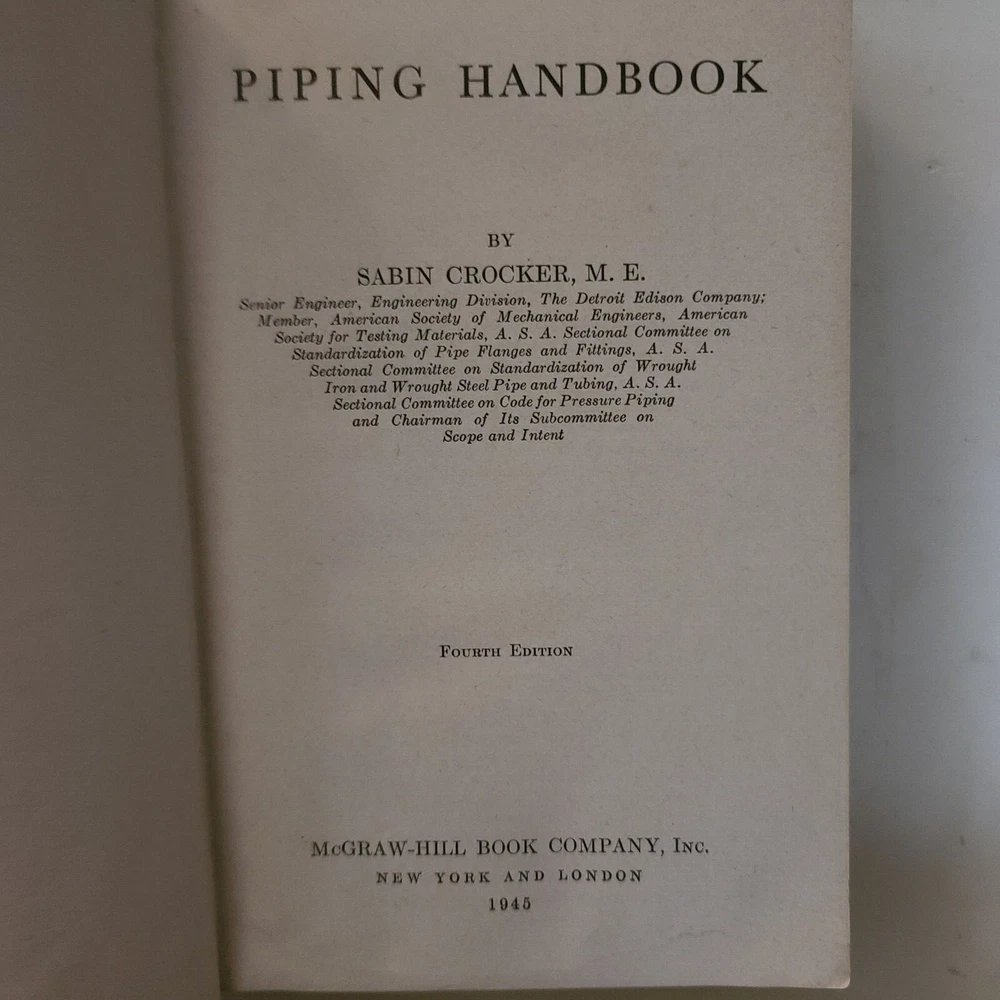 PIPING HANDBOOK
BY
SABIN CROCKER, M. E.
Senior Engineer, Engineering Division, The Detroit Edison Company;
Member, American Society of Mechanical Engineers, American
Society for Testing Materials, A. S. A. Sectional Committee on
Standardization of Pipe Flanges and Fittings, A. S. A.
Sectional Committee on Standardization of Wrought
Iron and Wrought Steel Pipe and Tubing, A. S. A.
Sectional Committee on Code for Pressure Piping
and Chairman of Its Subcommittee on
Scope and Intent
Fourth Edition
McGRAW-HILL BOOK COMPANY, Inc.
NEW YORK AND LONDON
1945